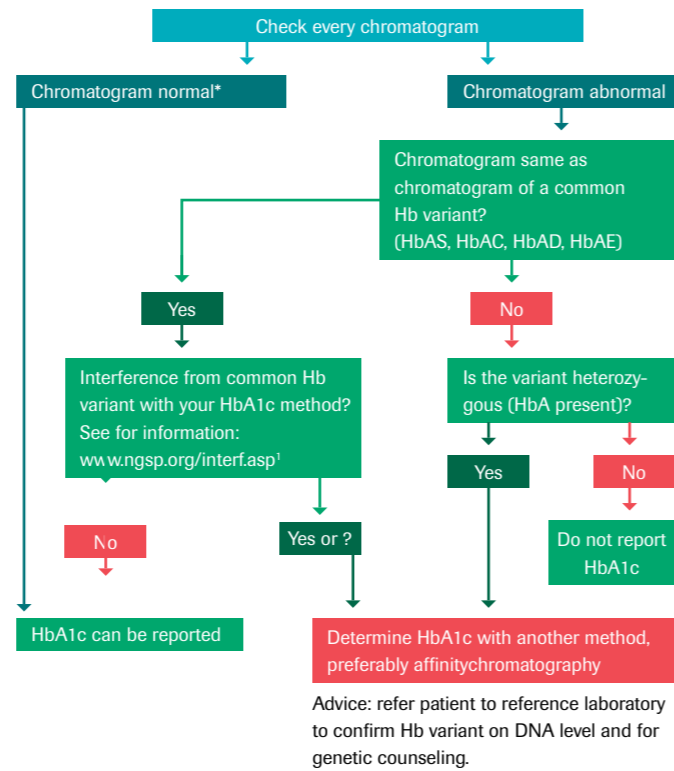 Check every chromatogram
Chromatogram normal*
Chromatogram abnormal
Chromatogram same as
chromatogram of a common
Hb variant?
(HbAS, HbAC, HbAD, HbAE)
Yes
No
Interference from common Hb
variant with your HbA1c method?
See for information:
www.ngsp.org/interf.asp¹
Is the variant heterozy-
gous (HbA present)?
Yes
No
No
Yes or ?
Do not report
HbA1c
HbA1c can be reported
Determine HbA1c with another method,
preferably affinitychromatography
Advice: refer patient to reference laboratory
to confirm Hb variant on DNA level and for
genetic counseling.